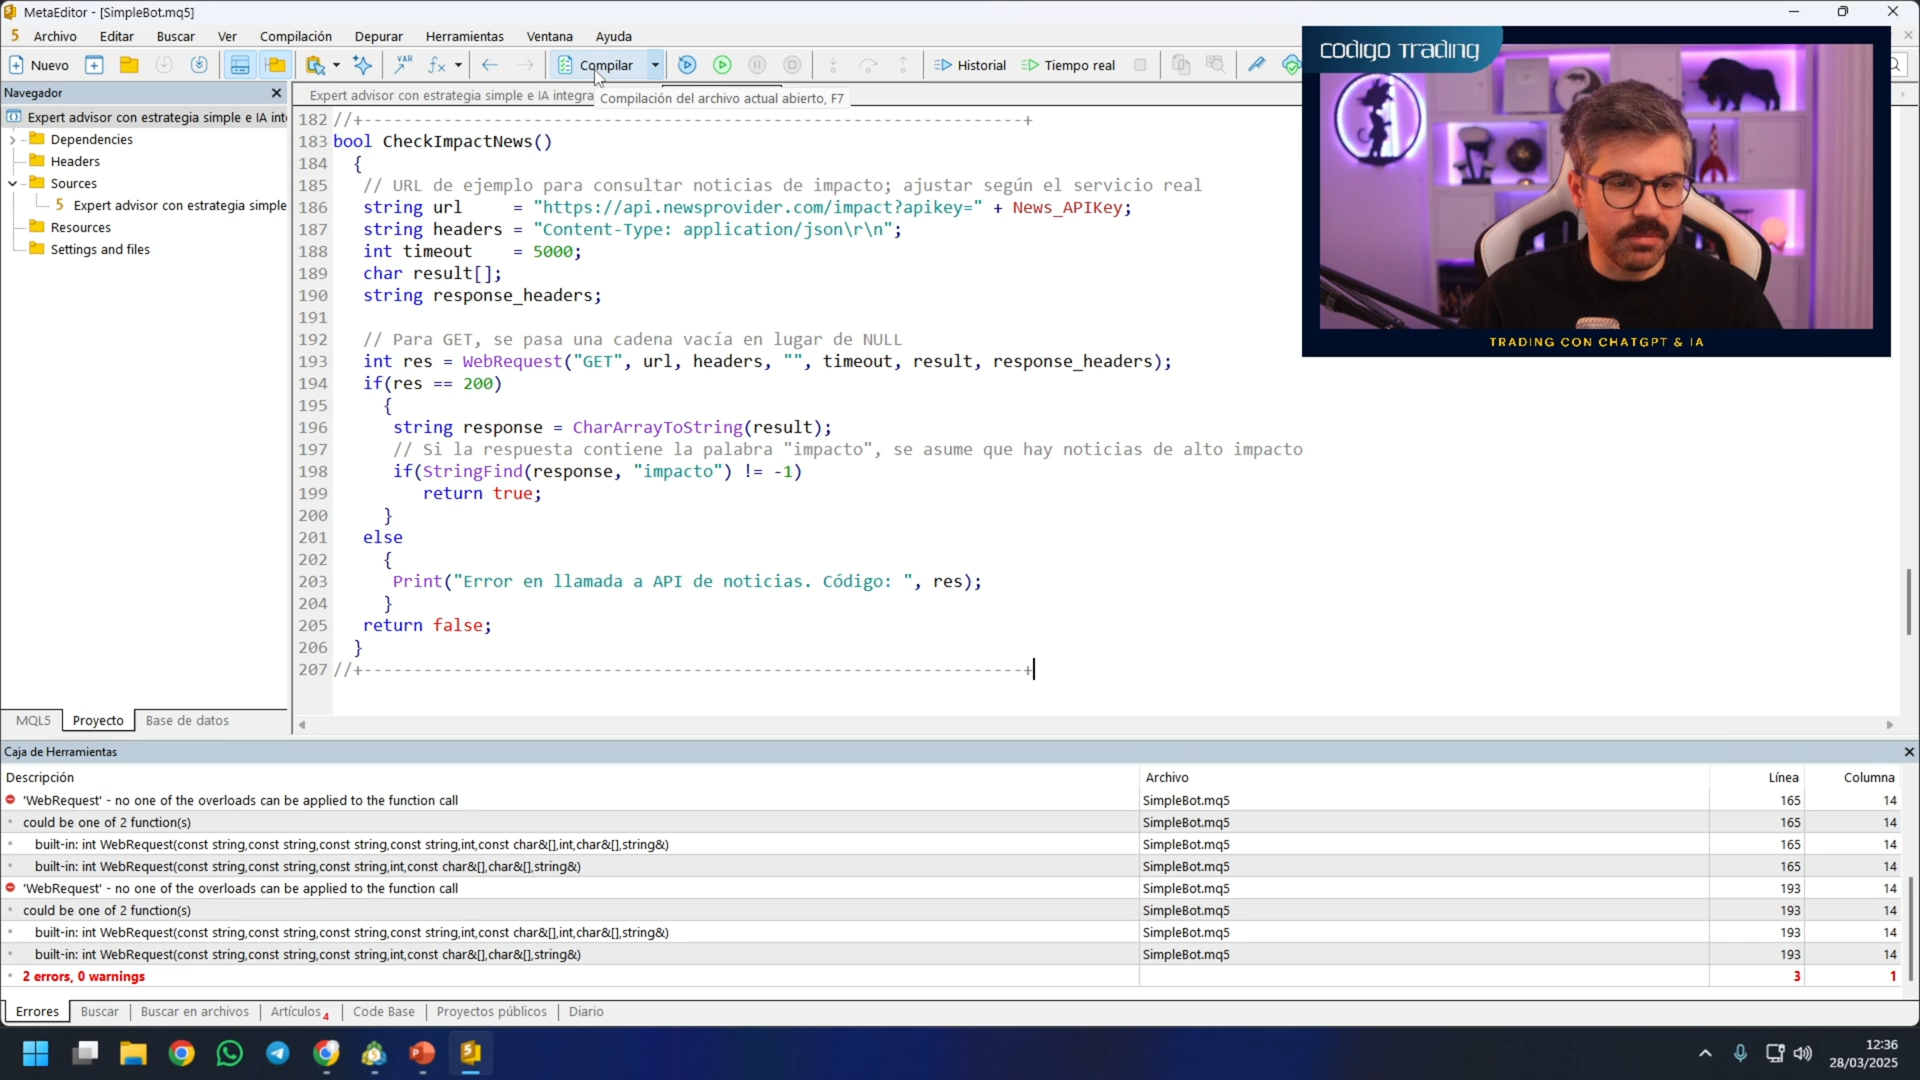 MetaEditor - [SimpleBot.mq5]
5 Archivo Editar Buscar Ver Compilación Depurar Herramientas Ventana Ayuda
Nuevo VAR Compilar Historial Tiempo real
Navegador
Expert advisor con estrategia simple e IA integra
Compilación del archivo actual abierto, F7
Expert advisor con estrategia simple e IA inte
Dependencies
Headers
Sources
5 Expert advisor con estrategia simple
Resources
Settings and files
MQL5 Proyecto Base de datos
182 //+------------------------------------------------------------------+
183 bool CheckImpactNews()
184 {
185 // URL de ejemplo para consultar noticias de impacto; ajustar según el servicio real
186 string url = "https://api.newsprovider.com/impact?apikey=" + News_APIKey;
187 string headers = "Content-Type: application/json\r\n";
188 int timeout = 5000;
189 char result[];
190 string response_headers;
191
192 // Para GET, se pasa una cadena vacía en lugar de NULL
193 int res = WebRequest("GET", url, headers, "", timeout, result, response_headers);
194 if(res == 200)
195 {
196 string response = CharArrayToString(result);
197 // Si la respuesta contiene la palabra "impacto", se asume que hay noticias de alto impacto
198 if(StringFind(response, "impacto") != -1)
199 return true;
200 }
201 else
202 {
203 Print("Error en llamada a API de noticias. Código: ", res);
204 }
205 return false;
206 }
207 //+------------------------------------------------------------------+
codigo Trading
TRADING CON CHATGPT & IA
Caja de Herramientas
Descripción Archivo Línea Columna
'WebRequest' - no one of the overloads can be applied to the function call SimpleBot.mq5 165 14
could be one of 2 function(s) SimpleBot.mq5 165 14
built-in: int WebRequest(const string,const string,const string,const string,int,const char&[],int,char&[],string&) SimpleBot.mq5 165 14
built-in: int WebRequest(const string,const string,const string,int,const char&[],char&[],string&) SimpleBot.mq5 165 14
'WebRequest' - no one of the overloads can be applied to the function call SimpleBot.mq5 193 14
could be one of 2 function(s) SimpleBot.mq5 193 14
built-in: int WebRequest(const string,const string,const string,const string,int,const char&[],int,char&[],string&) SimpleBot.mq5 193 14
built-in: int WebRequest(const string,const string,const string,int,const char&[],char&[],string&) SimpleBot.mq5 193 14
2 errors, 0 warnings 3 1
Errores Buscar Buscar en archivos Artículos 4 Code Base Proyectos públicos Diario
12:36
28/03/2025